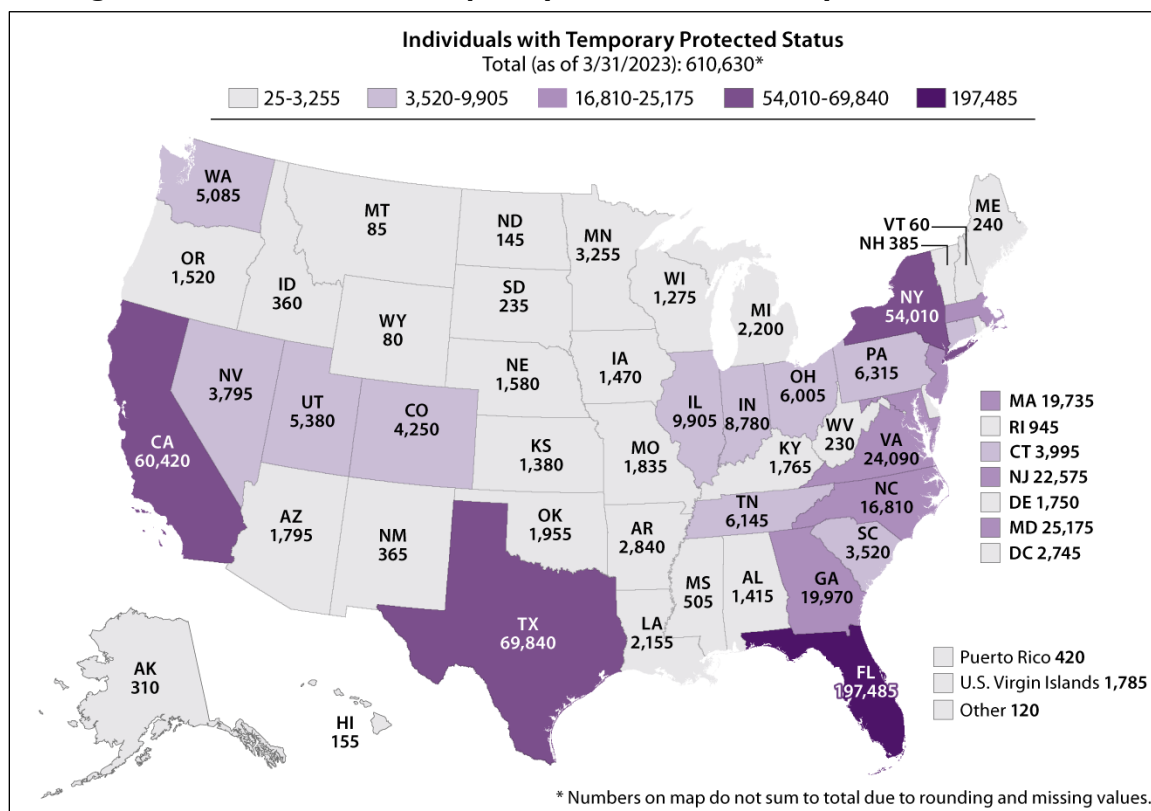 Individuals with Temporary Protected Status
Total (as of 3/31/2023): 610,630*
25-3,255 3,520-9,905 16,810-25,175 54,010-69,840 197,485
WA
5,085
MT
85
ND
145
MN
3,255
ME
240
VT 60
NH 385
OR
1,520
ID
360
SD
235
WI
1,275
MI
2,200
NY
54,010
WY
80
IA
1,470
NE
1,580
PA
6,315
NV
3,795
UT
5,380
CO
4,250
IL
9,905
IN
8,780
OH
6,005
WV
230
VA
24,090
CA
60,420
KS
1,380
MO
1,835
KY
1,765
NC
16,810
TN
6,145
SC
3,520
AZ
1,795
NM
365
OK
1,955
AR
2,840
MS
505
AL
1,415
GA
19,970
TX
69,840
LA
2,155
FL
197,485
AK
310
HI
155
MA 19,735
RI 945
CT 3,995
NJ 22,575
DE 1,750
MD 25,175
DC 2,745
Puerto Rico 420
U.S. Virgin Islands 1,785
Other 120
* Numbers on map do not sum to total due to rounding and missing values.